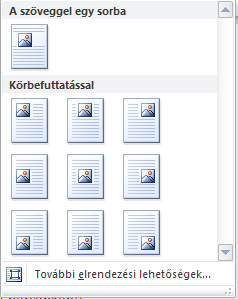 A szöveggel egy sorba
Körbefuttatással
További elrendezési lehetőségek...